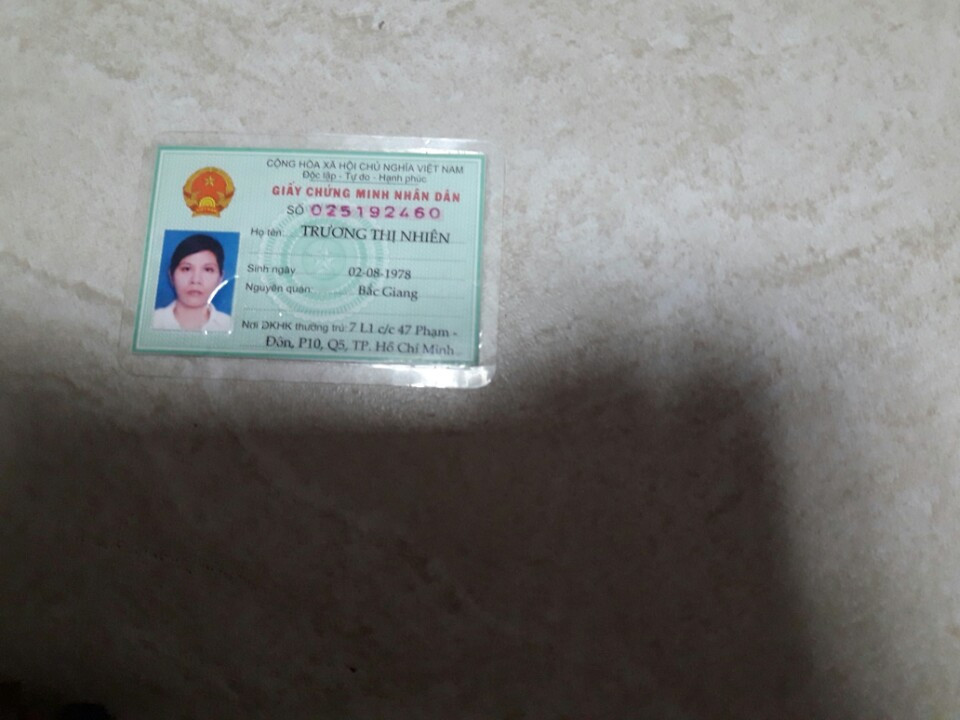 CỘNG HÒA XÃ HỘI CHỦ NGHĨA VIỆT NAM
Độc lập - Tự do - Hạnh phúc
GIẤY CHỨNG MINH NHÂN DÂN
SỐ 025192460
Họ tên: TRƯƠNG THỊ NHIÊN
Sinh ngày 02-08-1978
Nguyên quán: Bắc Giang
Nơi ĐKHK thường trú: 7 L1 c/c 47 Phạm -
Đôn, P10, Q5, TP. Hồ Chí Minh